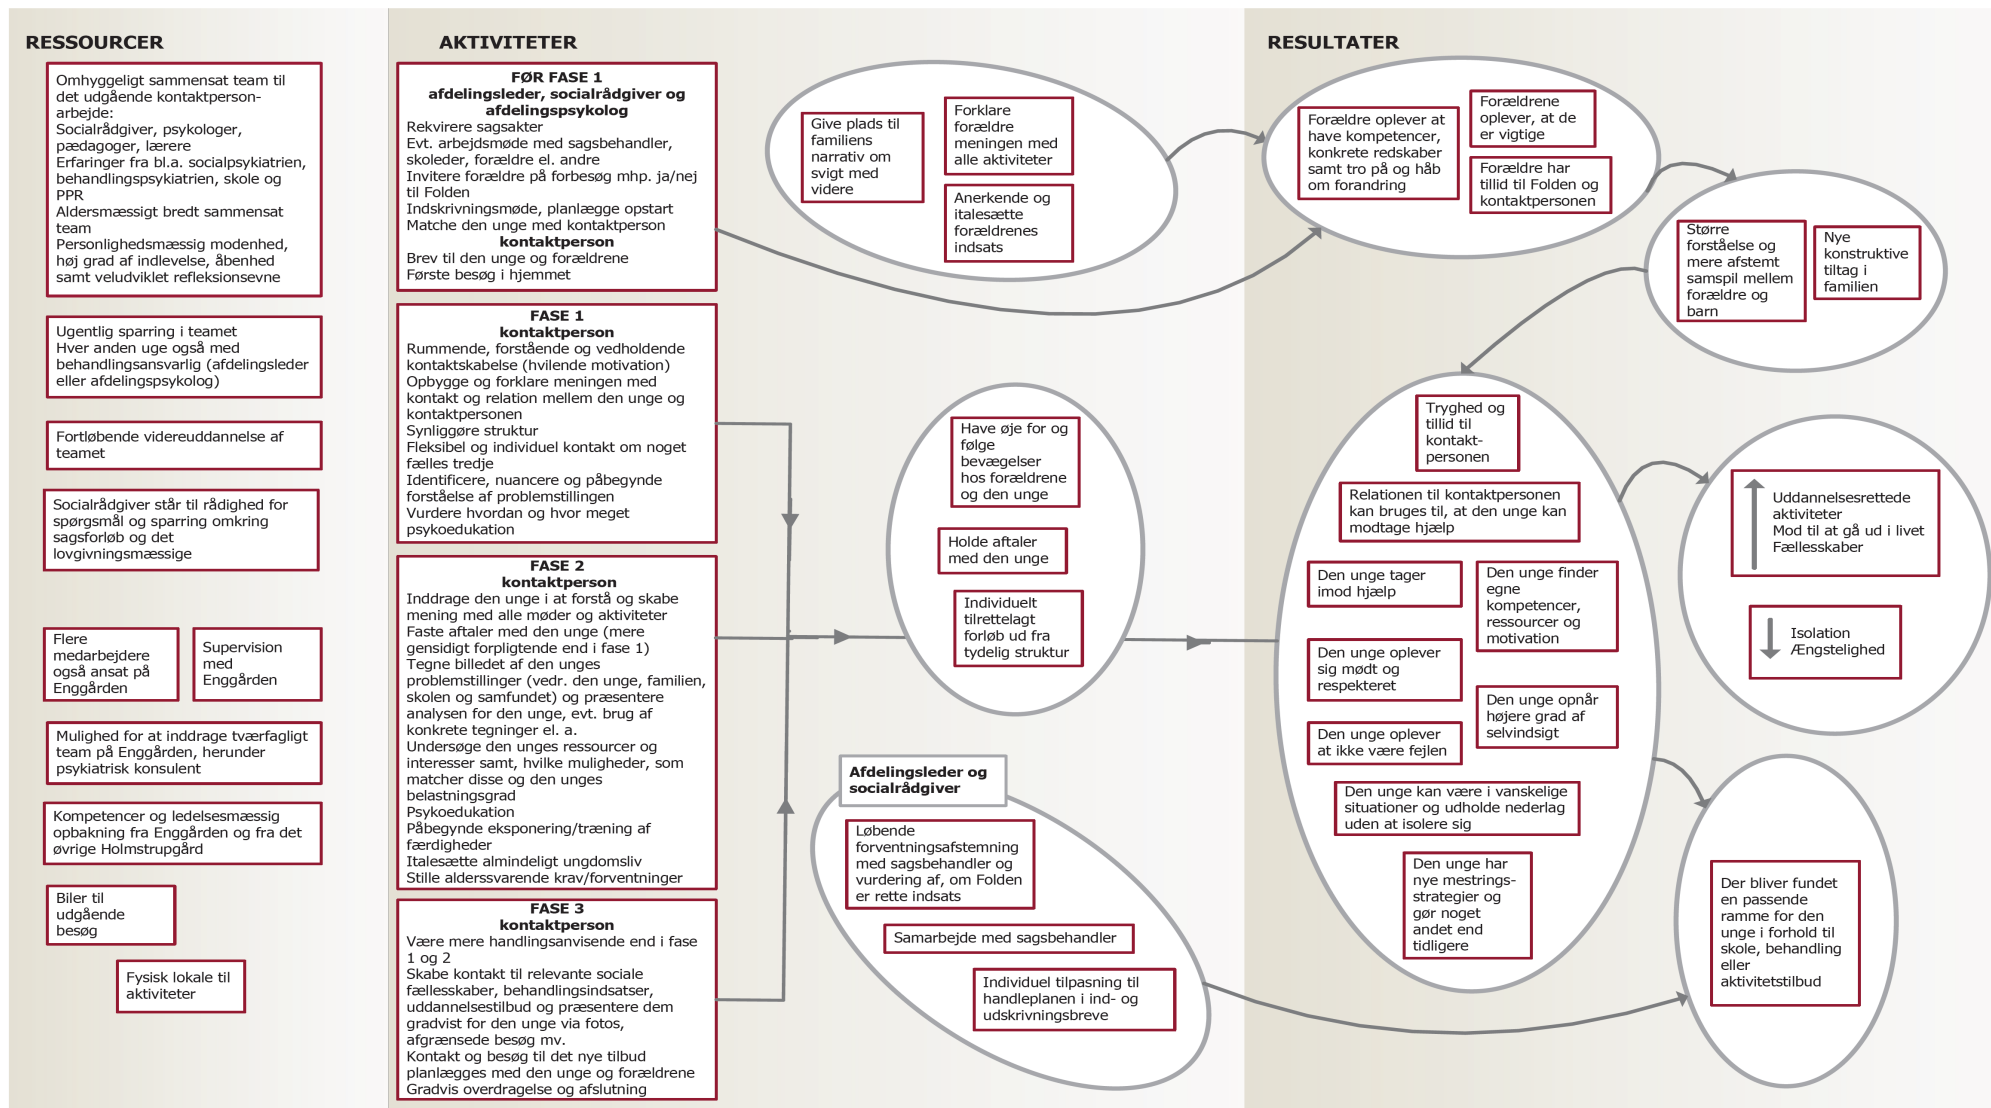 RESSOURCER
Omhyggeligt sammensat team til
det udgående kontaktperson-
arbejde:
Socialrådgiver, psykologer,
pædagoger, lærere
Erfaringer fra bl.a. socialpsykiatrien,
behandlingspsykiatrien, skole og
PPR
Aldersmæssigt bredt sammensat
team
Personlighedsmæssig modenhed,
høj grad af indlevelse, åbenhed
samt veludviklet refleksionsevne
Ugentlig sparring i teamet
Hver anden uge også med
behandlingsansvarlig (afdelingsleder
eller afdelingspsykolog)
Fortløbende videreuddannelse af
teamet
Socialrådgiver står til rådighed for
spørgsmål og sparring omkring
sagsforløb og det
lovgivningsmæssige
Flere
medarbejdere
også ansat på
Enggården
Supervision
med
Enggården
Mulighed for at inddrage tværfagligt
team på Enggården, herunder
psykiatrisk konsulent
Kompetencer og ledelsesmæssig
opbakning fra Enggården og fra det
øvrige Holmstrupgård
Biler til
udgående
besøg
Fysisk lokale til
aktiviteter
AKTIVITETER
FØR FASE 1
afdelingsleder, socialrådgiver og
afdelingspsykolog
Rekvirere sagsakter
Evt. arbejdsmøde med sagsbehandler,
skoleder, forældre el. andre
Invitere forældre på forbesøg mhp. ja/nej
til Folden
Indskrivningsmøde, planlægge opstart
Matche den unge med kontaktperson
kontaktperson
Brev til den unge og forældrene
Første besøg i hjemmet
FASE 1
kontaktperson
Rummende, forstående og vedholdende
kontaktskabelse (hvilende motivation)
Opbygge og forklare meningen med
kontakt og relation mellem den unge og
kontaktpersonen
Synliggøre struktur
Fleksibel og individuel kontakt om noget
fælles tredje
Identificere, nuancere og påbegynde
forståelse af problemstillingen
Vurdere hvordan og hvor meget
psykoedukation
FASE 2
kontaktperson
Inddrage den unge i at forstå og skabe
mening med alle møder og aktiviteter
Faste aftaler med den unge (mere
gensidigt forpligtende end i fase 1)
Tegne billedet af den unges
problemstillinger (vedr. den unge, familien,
skolen og samfundet) og præsentere
analysen for den unge, evt. brug af
konkrete tegninger el. a.
Undersøge den unges ressourcer og
interesser samt, hvilke muligheder, som
matcher disse og den unges
belastningsgrad
Psykoedukation
Påbegynde eksponering/træning af
færdigheder
Italesætte almindeligt ungdomsliv
Stille alderssvarende krav/forventninger
FASE 3
kontaktperson
Være mere handlingsanvisende end i fase
1 og 2
Skabe kontakt til relevante sociale
fællesskaber, behandlingsindsatser,
uddannelsestilbud og præsentere dem
gradvist for den unge via fotos,
afgrænsede besøg mv.
Kontakt og besøg til det nye tilbud
planlægges med den unge og forældrene
Gradvis overdragelse og afslutning
Give plads til
familiens
narrativ om
svigt med
videre
Forklare
forældre
meningen med
alle aktiviteter
Anerkende og
italesætte
forældrenes
indsats
Have øje for og
følge
bevægelser
hos forældrene
og den unge
Holde aftaler
med den unge
Individuelt
tilrettelagt
forløb ud fra
tydelig struktur
Afdelingsleder og
socialrådgiver
Løbende
forventningsafstemning
med sagsbehandler og
vurdering af, om Folden
er rette indsats
Samarbejde med sagsbehandler
Individuel tilpasning til
handleplanen i ind- og
udskrivningsbreve
RESULTATER
Forældre oplever at
have kompetencer,
konkrete redskaber
samt tro på og håb
om forandring
Forældrene
oplever, at de
er vigtige
Forældre har
tillid til Folden og
kontaktpersonen
Større
forståelse og
mere afstemt
samspil mellem
forældre og
barn
Nye
konstruktive
tiltag i
familien
Tryghed og
tillid til
kontakt-
personen
Relationen til kontaktpersonen
kan bruges til, at den unge kan
modtage hjælp
Den unge tager
imod hjælp
Den unge finder
egne
kompetencer,
ressourcer og
motivation
Den unge oplever
sig mødt og
respekteret
Den unge opnår
højere grad af
selvindsigt
Den unge oplever
at ikke være fejlen
Den unge kan være i vanskelige
situationer og udholde nederlag
uden at isolere sig
Den unge har
nye mestrings-
strategier og
gør noget
andet end
tidligere
Uddannelsesrettede
aktiviteter
Mod til at gå ud i livet
Fællesskaber
Isolation
Ængstelighed
Der bliver fundet
en passende
ramme for den
unge i forhold til
skole, behandling
eller
aktivitetstilbud